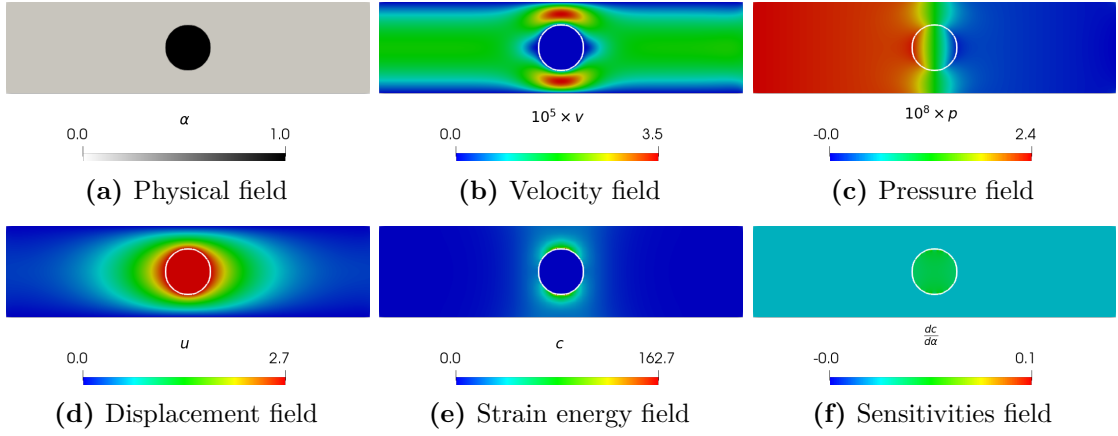 α
0.0 1.0
(a) Physical field
10⁵ × v
0.0 3.5
(b) Velocity field
10⁸ × p
-0.0 2.4
(c) Pressure field
u
0.0 2.7
(d) Displacement field
c
0.0 162.7
(e) Strain energy field
dc
dα
-0.0 0.1
(f) Sensitivities field